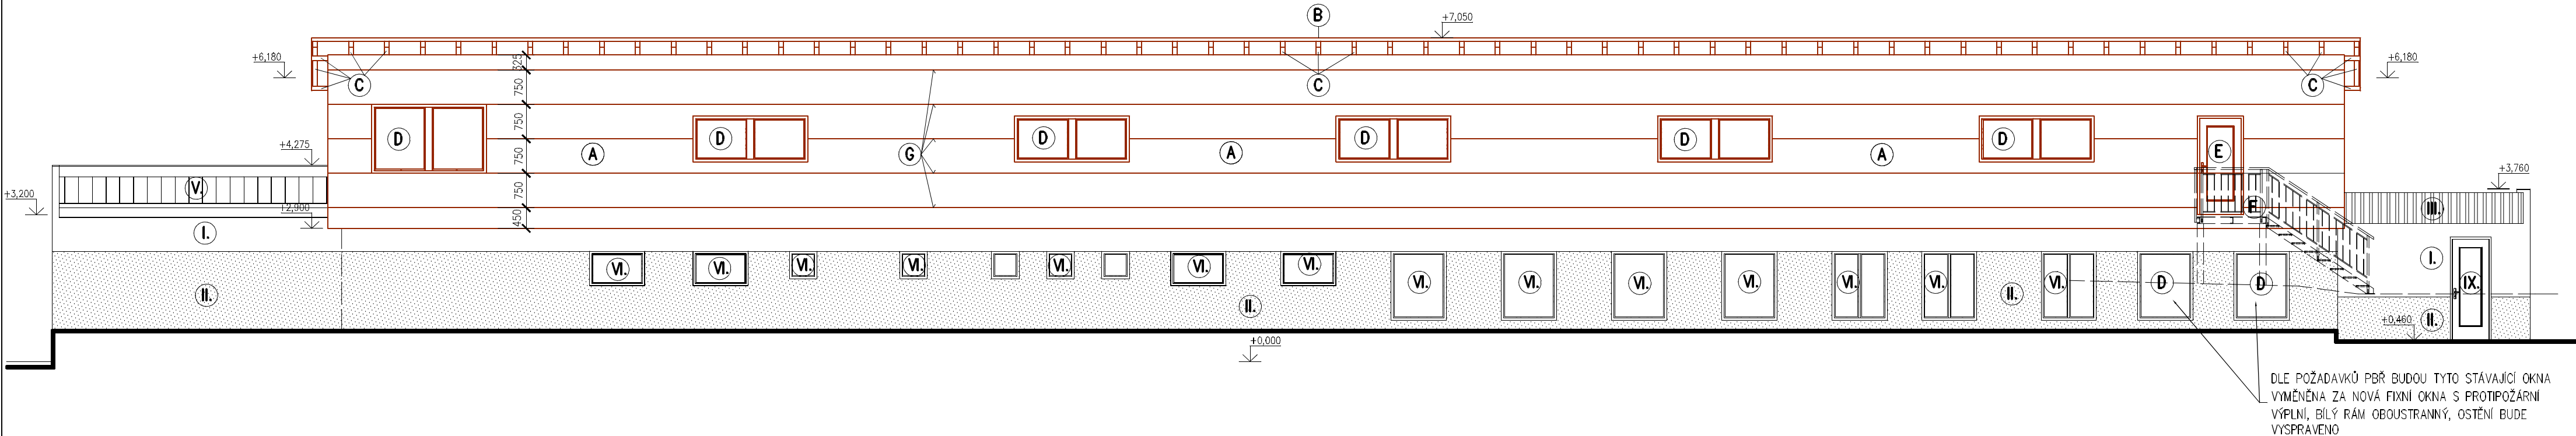 B
+7,050
+6,180
C
C
C
+6,180
325
750
750
750
750
450
D
D
D
D
D
D
E
A
G
A
A
+4,275
+3,200
V.
+2,900
I.
F
+3,760
III.
I.
II.
VI.
VI.
VI.
VI.
VI.
VI.
VI.
VI.
VI.
VI.
VI.
VI.
VI.
VI.
D
D
IX.
II.
II.
II.
+0,460
+0,000
DLE POŽADAVKŮ PBŘ BUDOU TYTO STÁVAJÍCÍ OKNA
VYMĚNĚNA ZA NOVÁ FIXNÍ OKNA S PROTIPOŽÁRNÍ
VÝPLNÍ, BÍLÝ RÁM OBOUSTRANNÝ, OSTĚNÍ BUDE
VYSPRAVENO